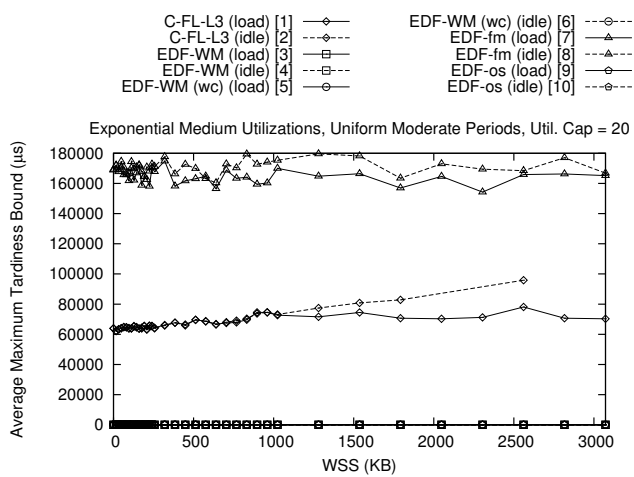 C-FL-L3 (load) [1]
C-FL-L3 (idle) [2]
EDF-WM (load) [3]
EDF-WM (idle) [4]
EDF-WM (wc) (load) [5]
EDF-WM (wc) (idle) [6]
EDF-fm (load) [7]
EDF-fm (idle) [8]
EDF-os (load) [9]
EDF-os (idle) [10]
Exponential Medium Utilizations, Uniform Moderate Periods, Util. Cap = 20
Average Maximum Tardiness Bound (µs)
180000
160000
140000
120000
100000
80000
60000
40000
20000
0
0 500 1000 1500 2000 2500 3000
WSS (KB)